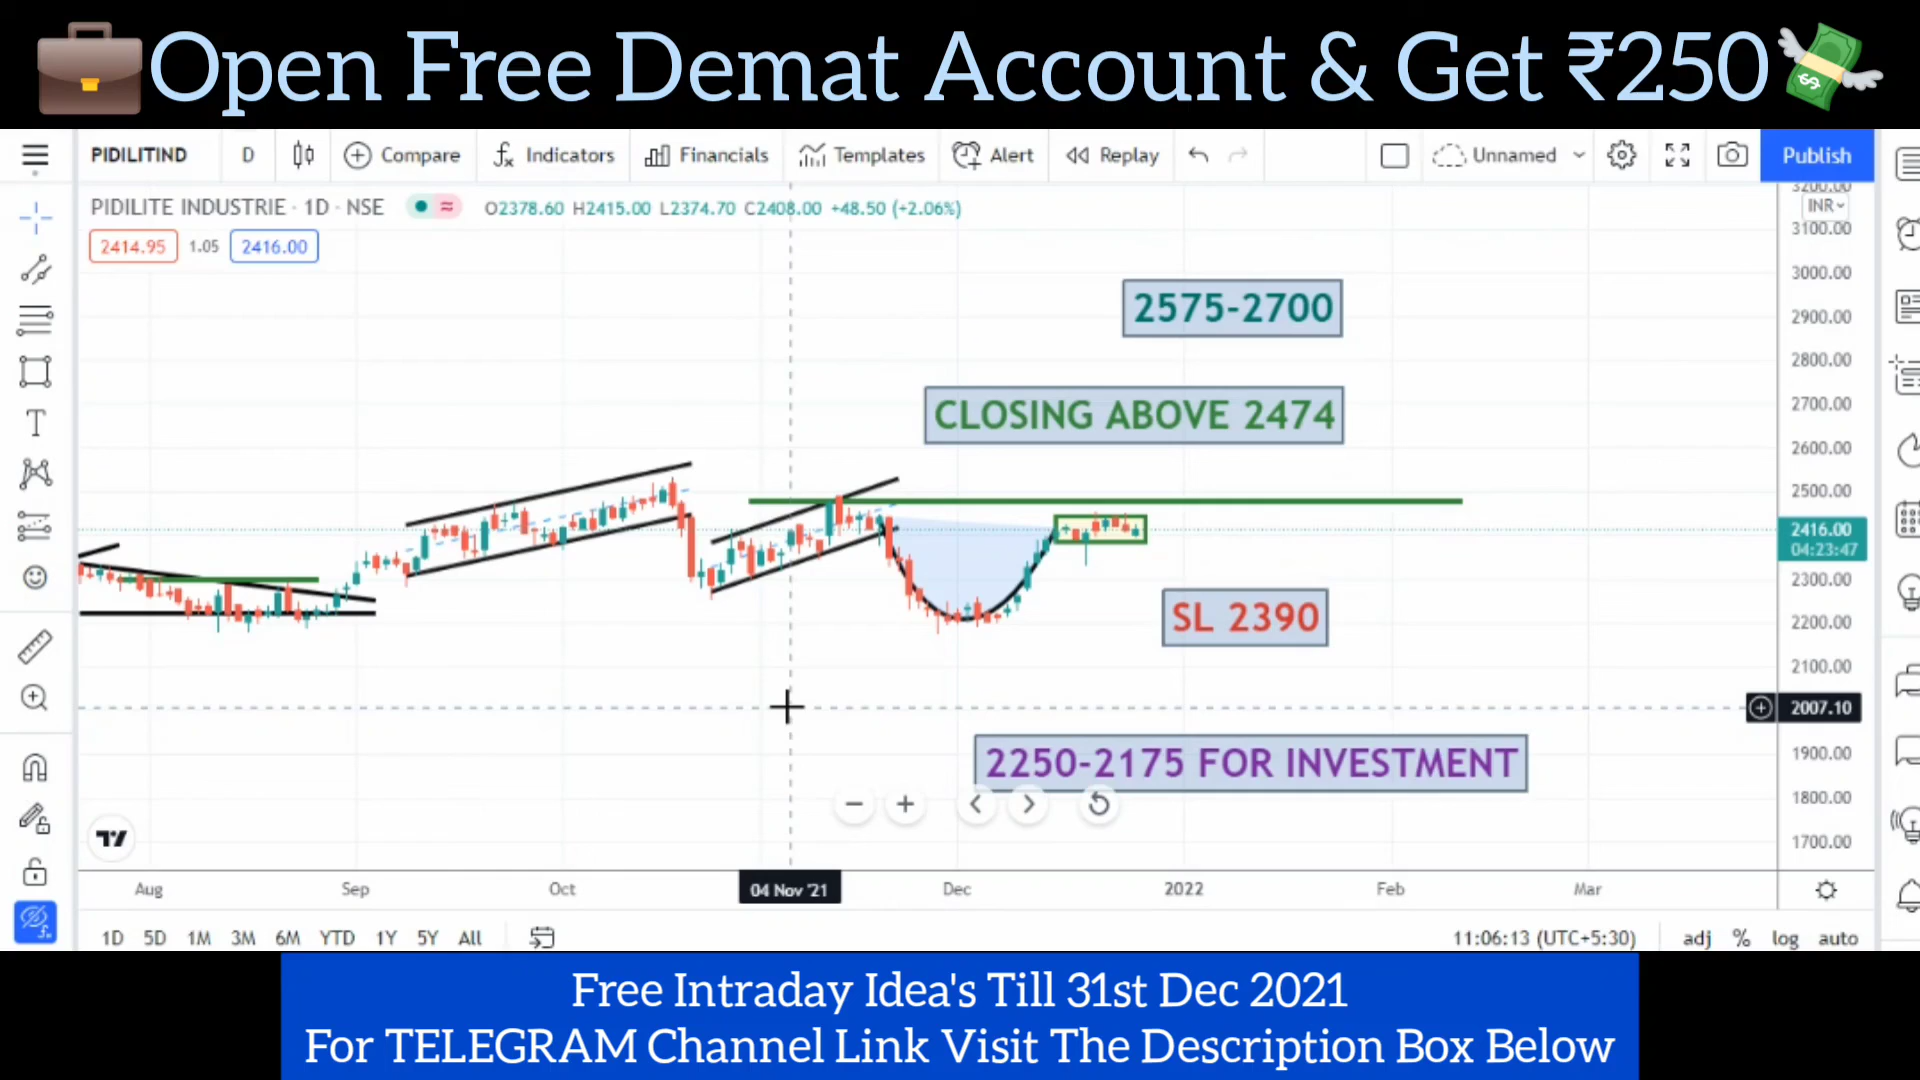 Open Free Demat Account & Get ₹250
PIDILITIND D Compare Indicators Financials Templates Alert Replay Unnamed Publish
PIDILITE INDUSTRIE · 1D · NSE O2378.60 H2415.00 L2374.70 C2408.00 +48.50 (+2.06%)
2414.95 1.05 2416.00
3200.00
INR
3100.00
3000.00
2900.00
2800.00
2700.00
2600.00
2500.00
2416.00
04:23:47
2300.00
2200.00
2100.00
2007.10
1900.00
1800.00
1700.00
2575-2700
CLOSING ABOVE 2474
SL 2390
2250-2175 FOR INVESTMENT
Aug Sep Oct 04 Nov '21 Dec 2022 Feb Mar
1D 5D 1M 3M 6M YTD 1Y 5Y All 11:06:13 (UTC+5:30) adj % log auto
Free Intraday Idea's Till 31st Dec 2021
For TELEGRAM Channel Link Visit The Description Box Below